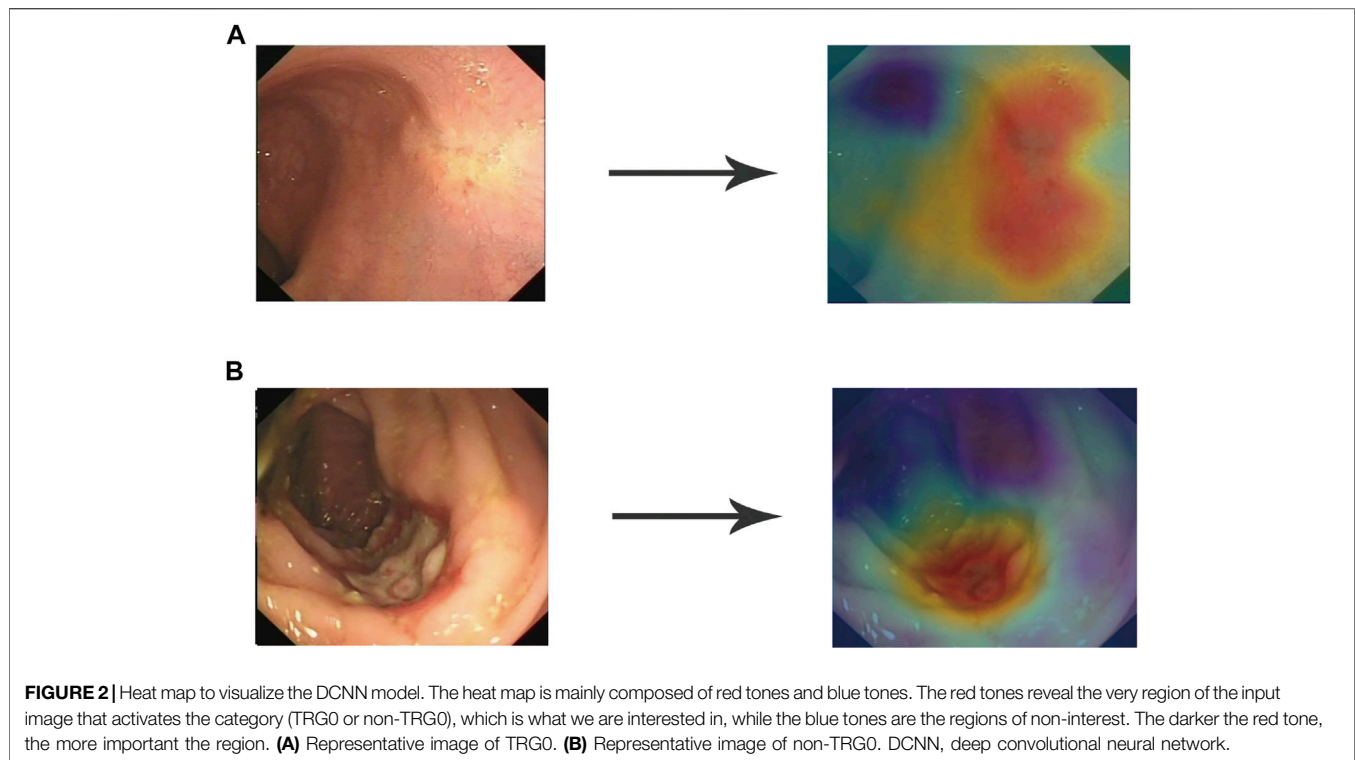 A
B
FIGURE 2 | Heat map to visualize the DCNN model. The heat map is mainly composed of red tones and blue tones. The red tones reveal the very region of the input
image that activates the category (TRG0 or non-TRG0), which is what we are interested in, while the blue tones are the regions of non-interest. The darker the red tone,
the more important the region. (A) Representative image of TRG0. (B) Representative image of non-TRG0. DCNN, deep convolutional neural network.